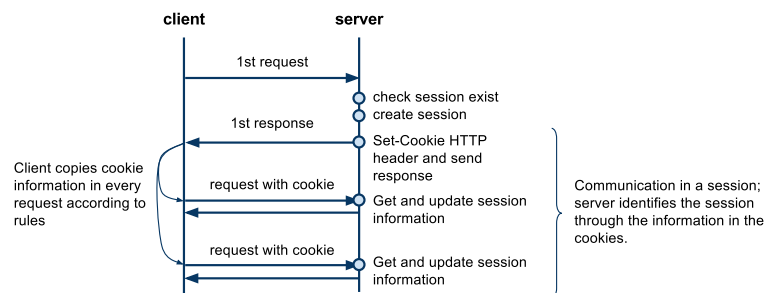 client
server
1st request
check session exist
create session
1st response
Set-Cookie HTTP
header and send
response
Client copies cookie
information in every
request according to
rules
request with cookie
Get and update session
information
Communication in a session;
server identifies the session
through the information in the
cookies.
request with cookie
Get and update session
information